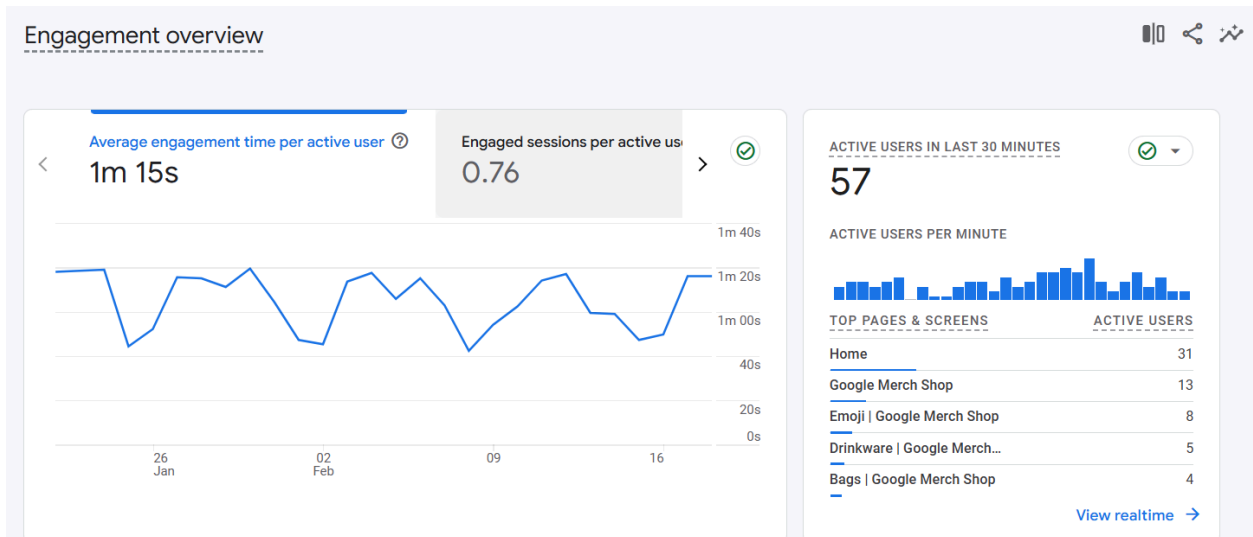 Engagement overview
Average engagement time per active user
1m 15s
Engaged sessions per active
0.76
1m 40s
1m 20s
1m 00s
40s
20s
0s
26
Jan
02
Feb
09
16
ACTIVE USERS IN LAST 30 MINUTES
57
ACTIVE USERS PER MINUTE
TOP PAGES & SCREENS ACTIVE USERS
Home 31
Google Merch Shop 13
Emoji | Google Merch Shop 8
Drinkware | Google Merch... 5
Bags | Google Merch Shop 4
View realtime